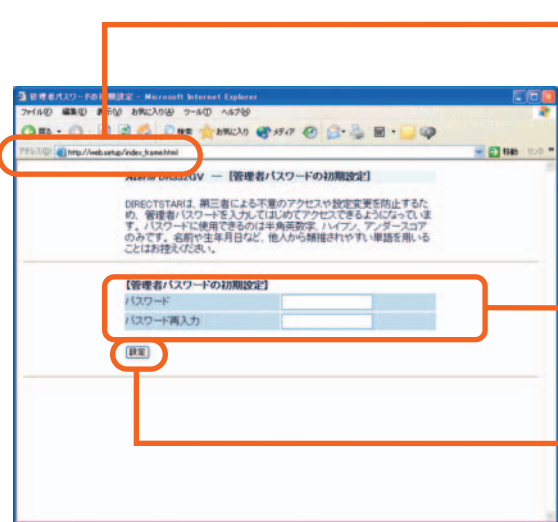 管理者パスワードの初期設定 - Microsoft Internet Explorer
ファイル(F) 編集(E) 表示(V) お気に入り(A) ツール(T) ヘルプ(H)
戻る 検索 お気に入り メディア
アドレス(D) http://web.setup/index_frame.html 移動 リンク
― 【管理者パスワードの初期設定】
DIRECTSTARは、第三者による不意のアクセスや設定変更を防止するた
め、管理者パスワードを入力してはじめてアクセスできるようになっていま
す。パスワードに使用できるのは半角英数字、ハイフン、アンダースコア
のみです。名前や生年月日など、他人から類推されやすい単語を用いる
ことはお控えください。
【管理者パスワードの初期設定】
パスワード
パスワード再入力
設定